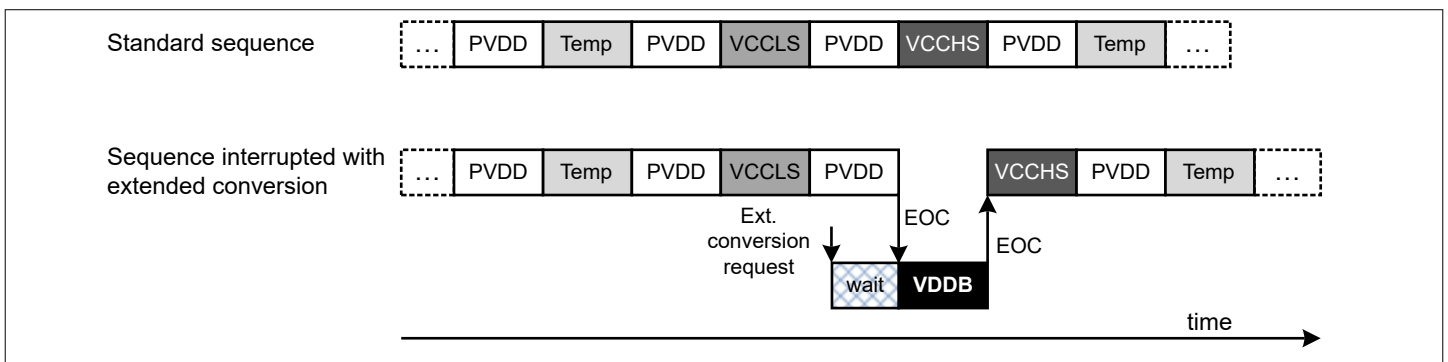 Standard sequence
... PVDD Temp PVDD VCCLS PVDD VCCHS PVDD Temp ...
Sequence interrupted with
extended conversion
... PVDD Temp PVDD VCCLS PVDD VCCHS PVDD Temp ...
Ext.
conversion
request
EOC
EOC
wait VDDB
time